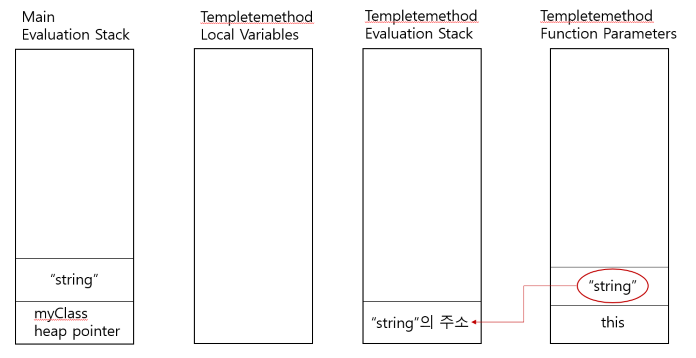 Main
Evaluation Stack
Templetemethod
Local Variables
Templetemethod
Evaluation Stack
Templetemethod
Function Parameters
“string”
myClass
heap pointer
“string”의 주소
“string”
this